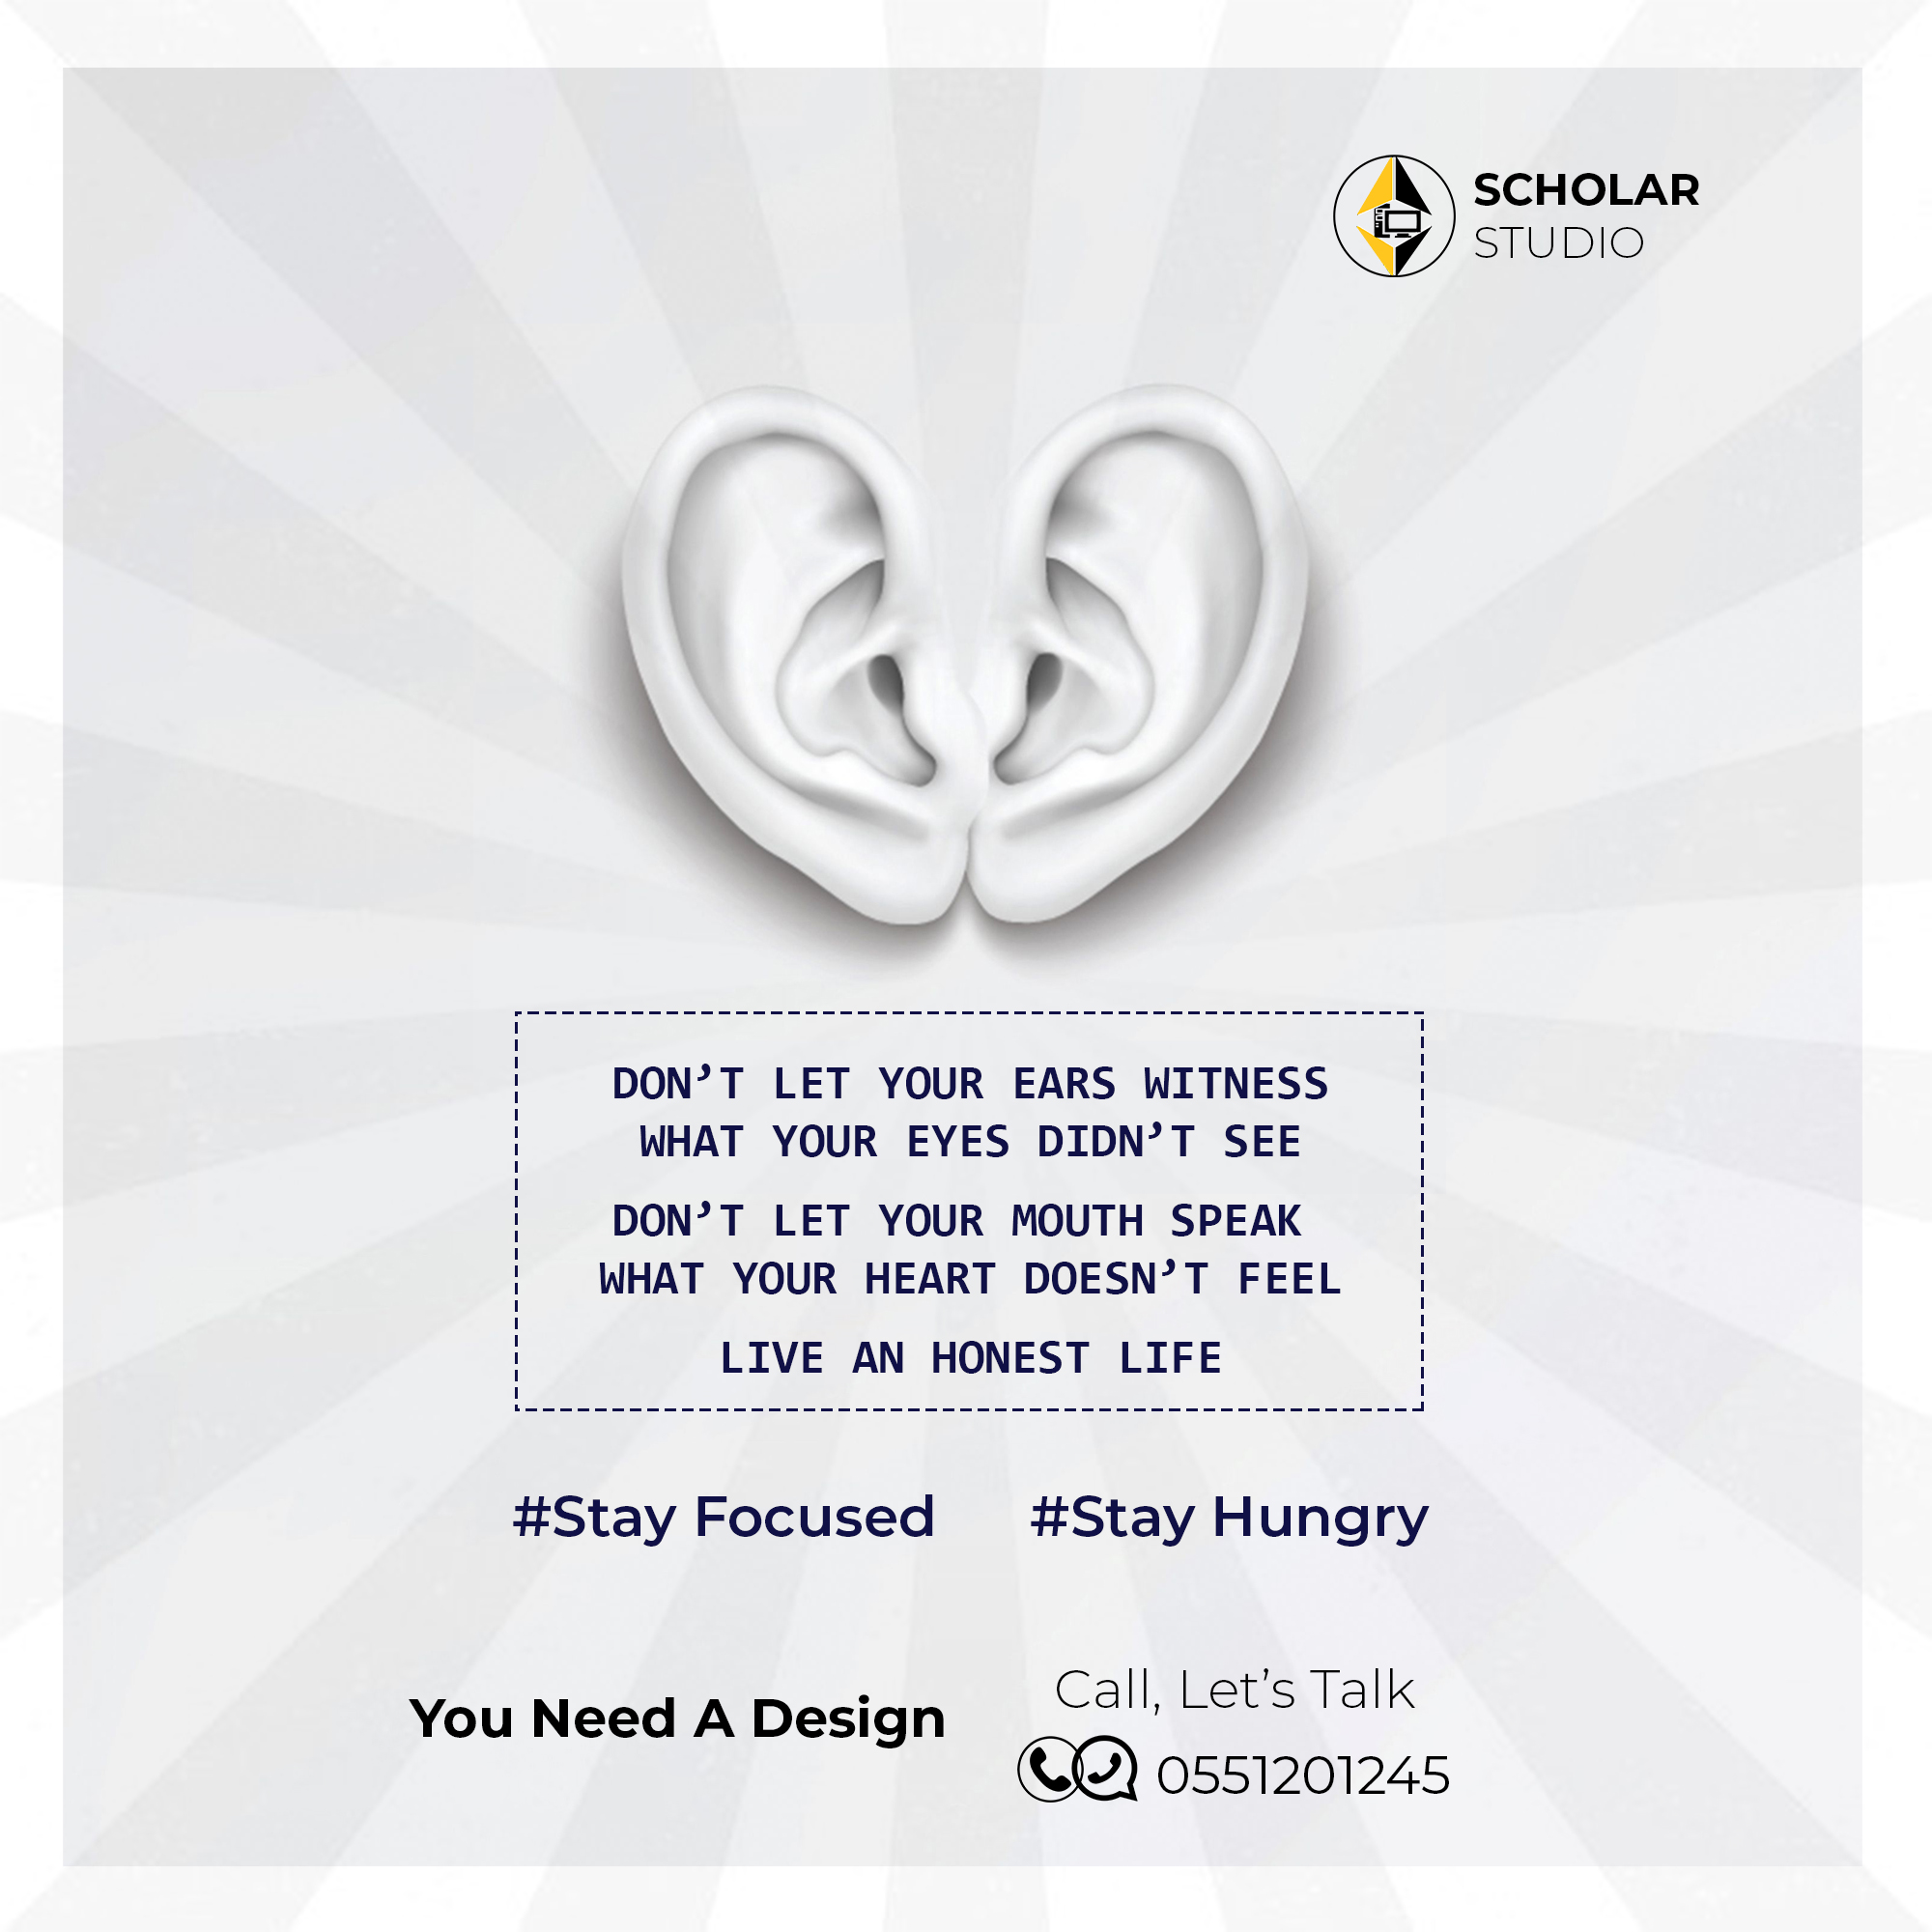 SCHOLAR
STUDIO
DON’T LET YOUR EARS WITNESS
WHAT YOUR EYES DIDN’T SEE
DON’T LET YOUR MOUTH SPEAK
WHAT YOUR HEART DOESN’T FEEL
LIVE AN HONEST LIFE
#Stay Focused #Stay Hungry
You Need A Design
Call, Let’s Talk
0551201245